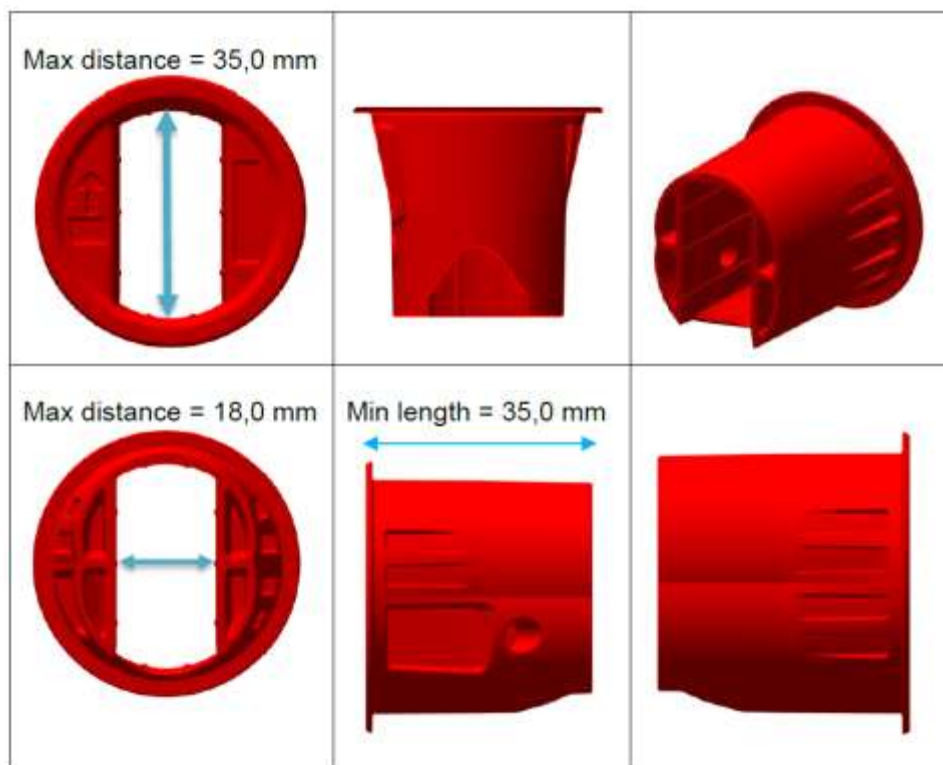 Max distance = 35,0 mm
Max distance = 18,0 mm
Min length = 35,0 mm